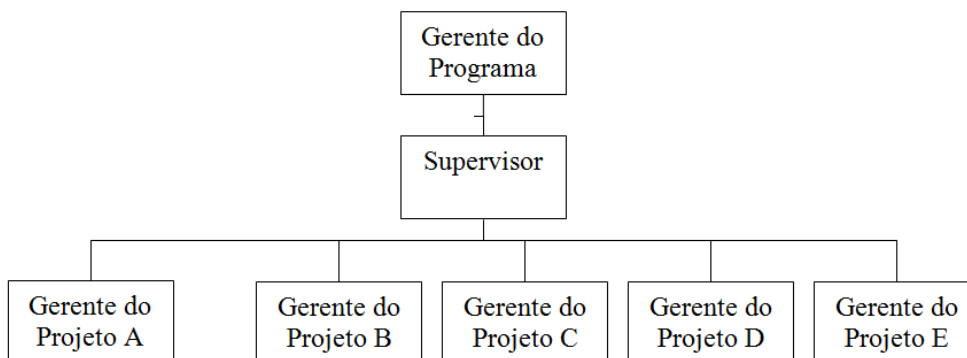 Gerente do
Programa
Supervisor
Gerente do
Projeto A
Gerente do
Projeto B
Gerente do
Projeto C
Gerente do
Projeto D
Gerente do
Projeto E